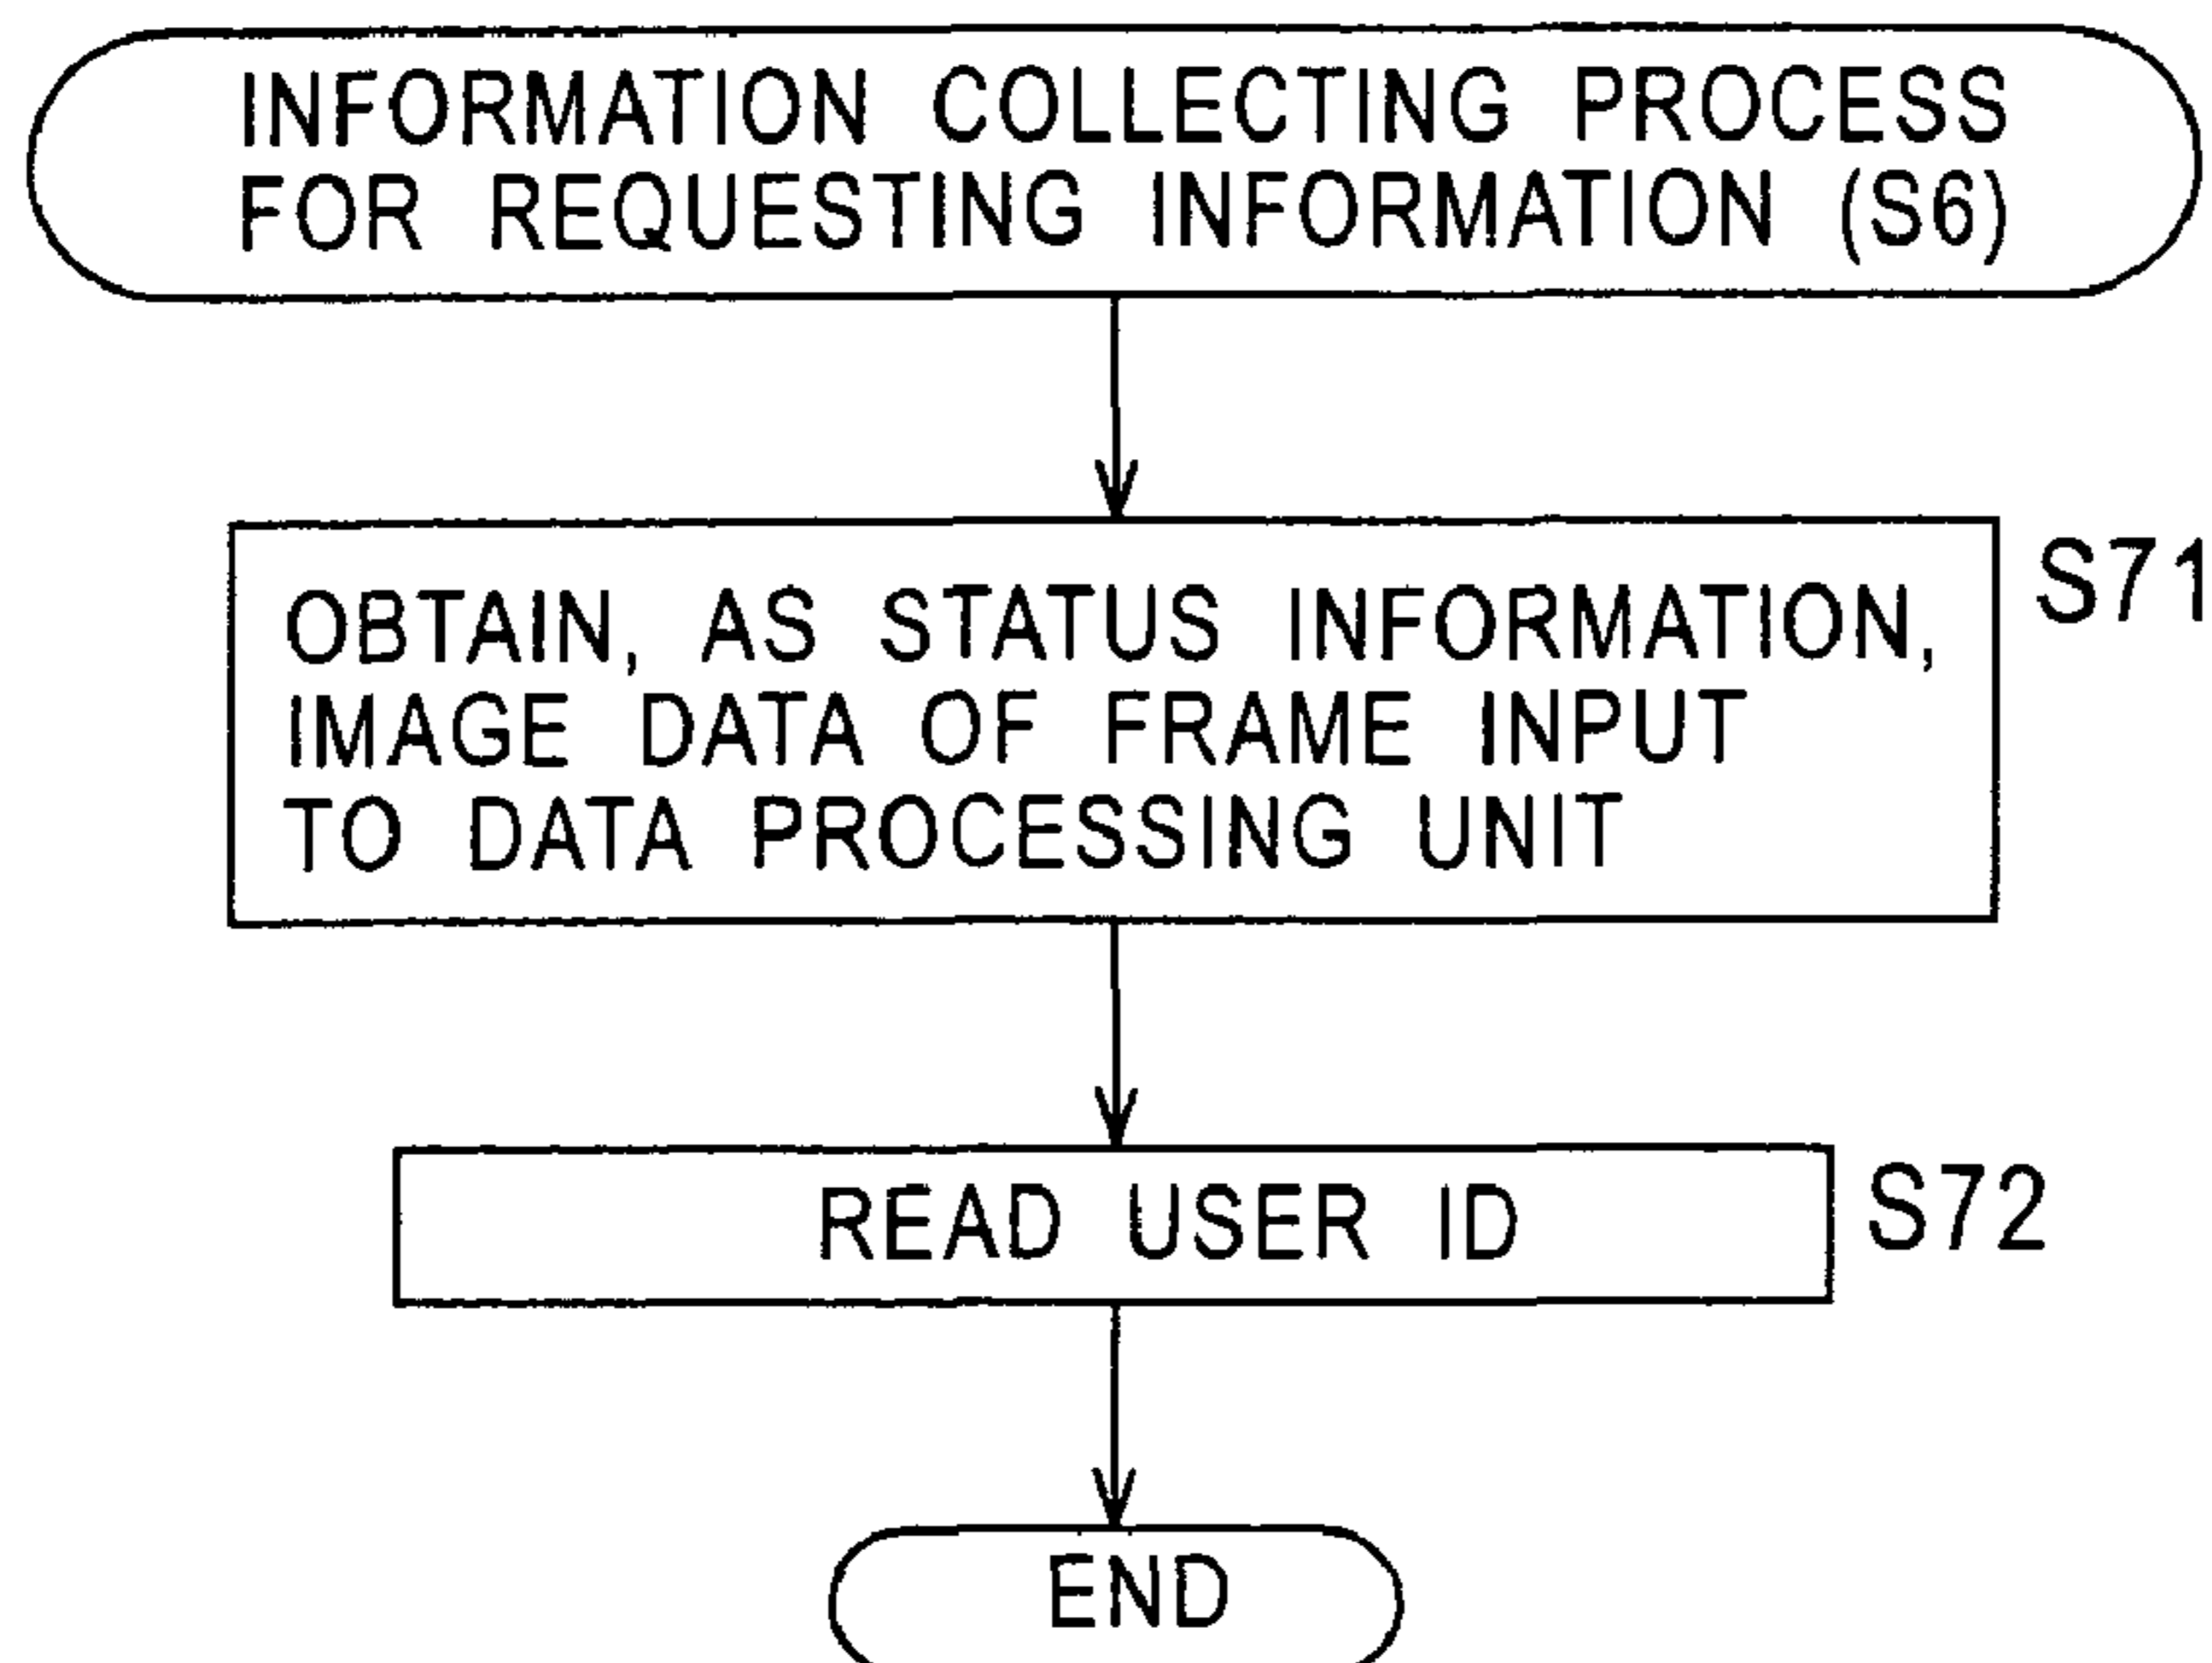 INFORMATION COLLECTING PROCESS
FOR REQUESTING INFORMATION (S6)
OBTAIN, AS STATUS INFORMATION,
IMAGE DATA OF FRAME INPUT
TO DATA PROCESSING UNIT
S71
READ USER ID
S72
END